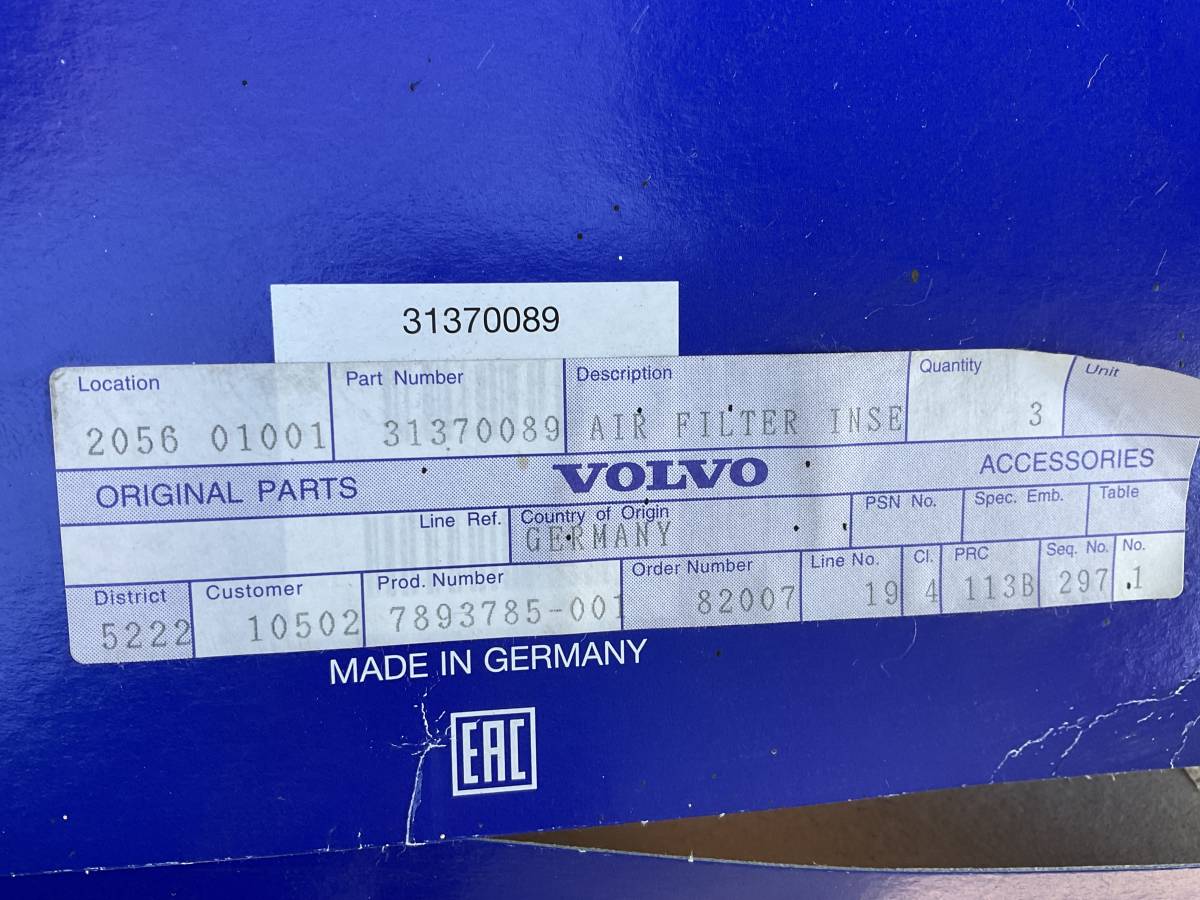 31370089
Location Part Number Description Quantity Unit
2056 01001 31370089 AIR FILTER INSE 3
ORIGINAL PARTS VOLVO ACCESSORIES
Line Ref. Country of Origin PSN No. Spec. Emb. Table
GERMANY
District Customer Prod. Number Order Number Line No. Cl. PRC Seq. No. No.
5222 10502 7893785-001 82007 19 4 113B 297 .1
MADE IN GERMANY
EAC